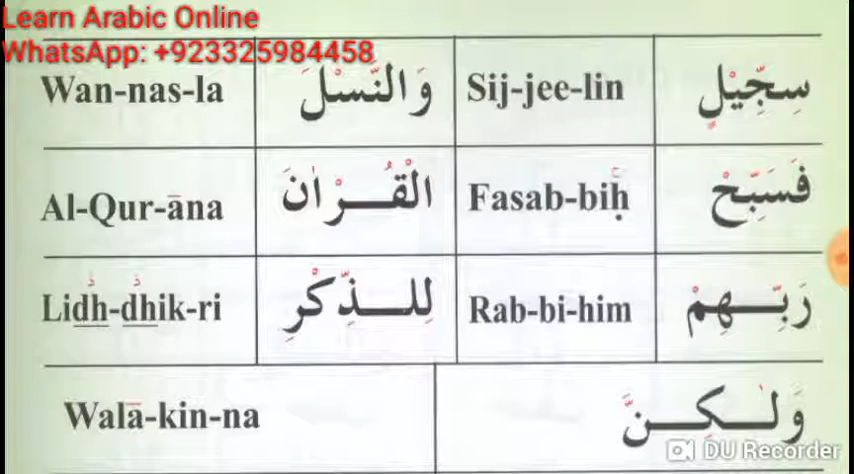 Learn Arabic Online
WhatsApp: +923325984458
Wan-nas-la وَالنَّسْلَ Sij-jee-lin سِجِّيْلٍ
Al-Qur-āna الْقُرْاٰنَ Fasab-biḥ فَسَبِّحْ
Lidh-dhik-ri لِلذِّكْرِ Rab-bi-him رَبِّهِمْ
Walā-kin-na وَلٰكِنَّ
DU Recorder